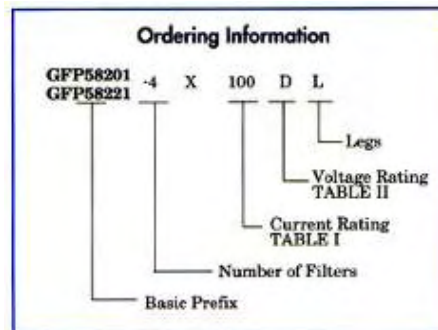 Ordering Information
GFP58201
GFP58221 -4 X 100 D L
Legs
Voltage Rating
TABLE II
Current Rating
TABLE I
Number of Filters
Basic Prefix